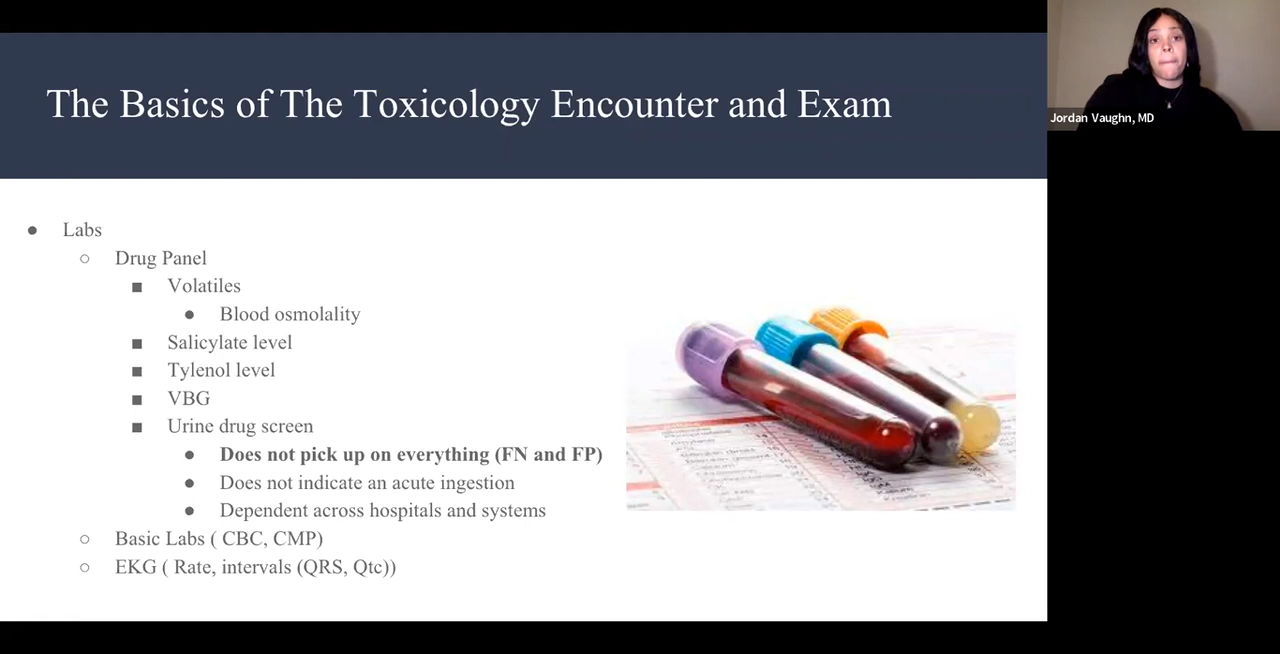 The Basics of The Toxicology Encounter and Exam
Jordan Vaughn, MD
● Labs
○ Drug Panel
■ Volatiles
● Blood osmolality
■ Salicylate level
■ Tylenol level
■ VBG
■ Urine drug screen
● Does not pick up on everything (FN and FP)
● Does not indicate an acute ingestion
● Dependent across hospitals and systems
○ Basic Labs ( CBC, CMP)
○ EKG ( Rate, intervals (QRS, Qtc))